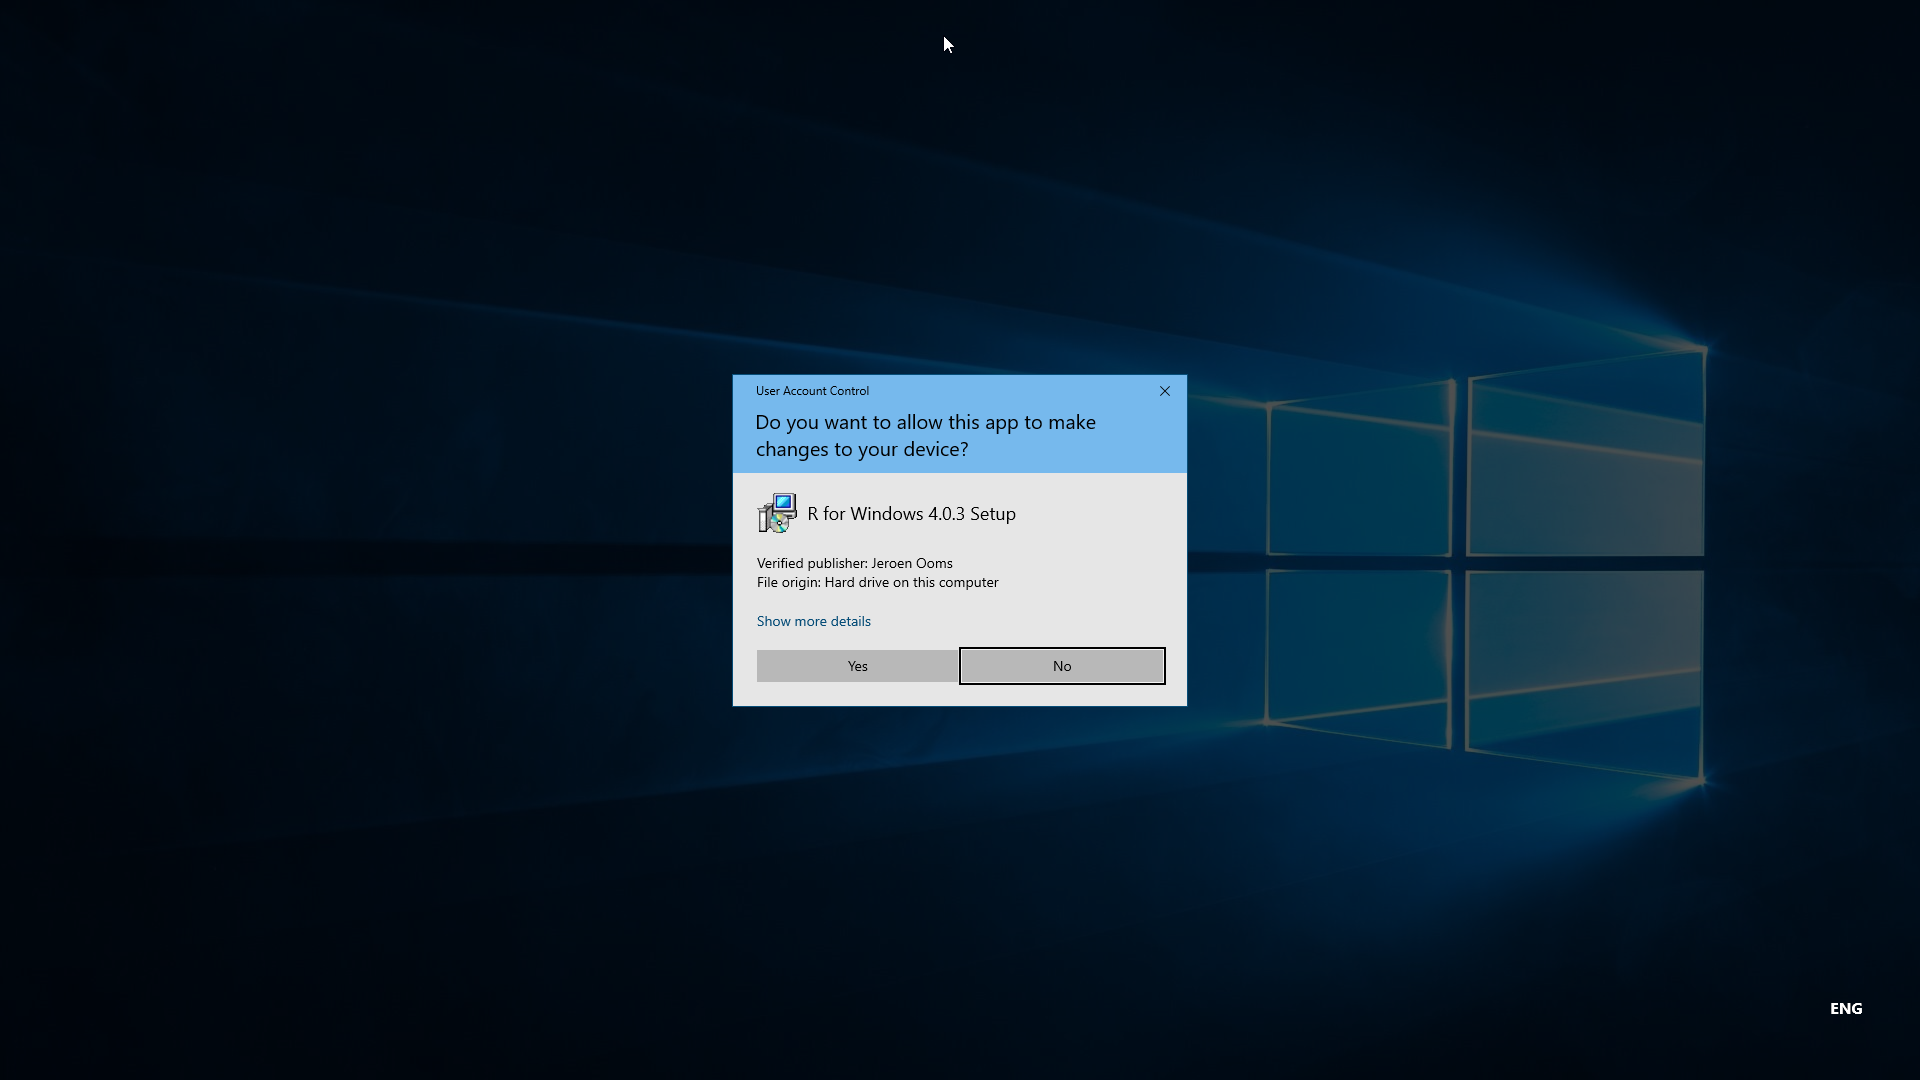 User Account Control
Do you want to allow this app to make
changes to your device?
R for Windows 4.0.3 Setup
Verified publisher: Jeroen Ooms
File origin: Hard drive on this computer
Show more details
Yes
No
ENG